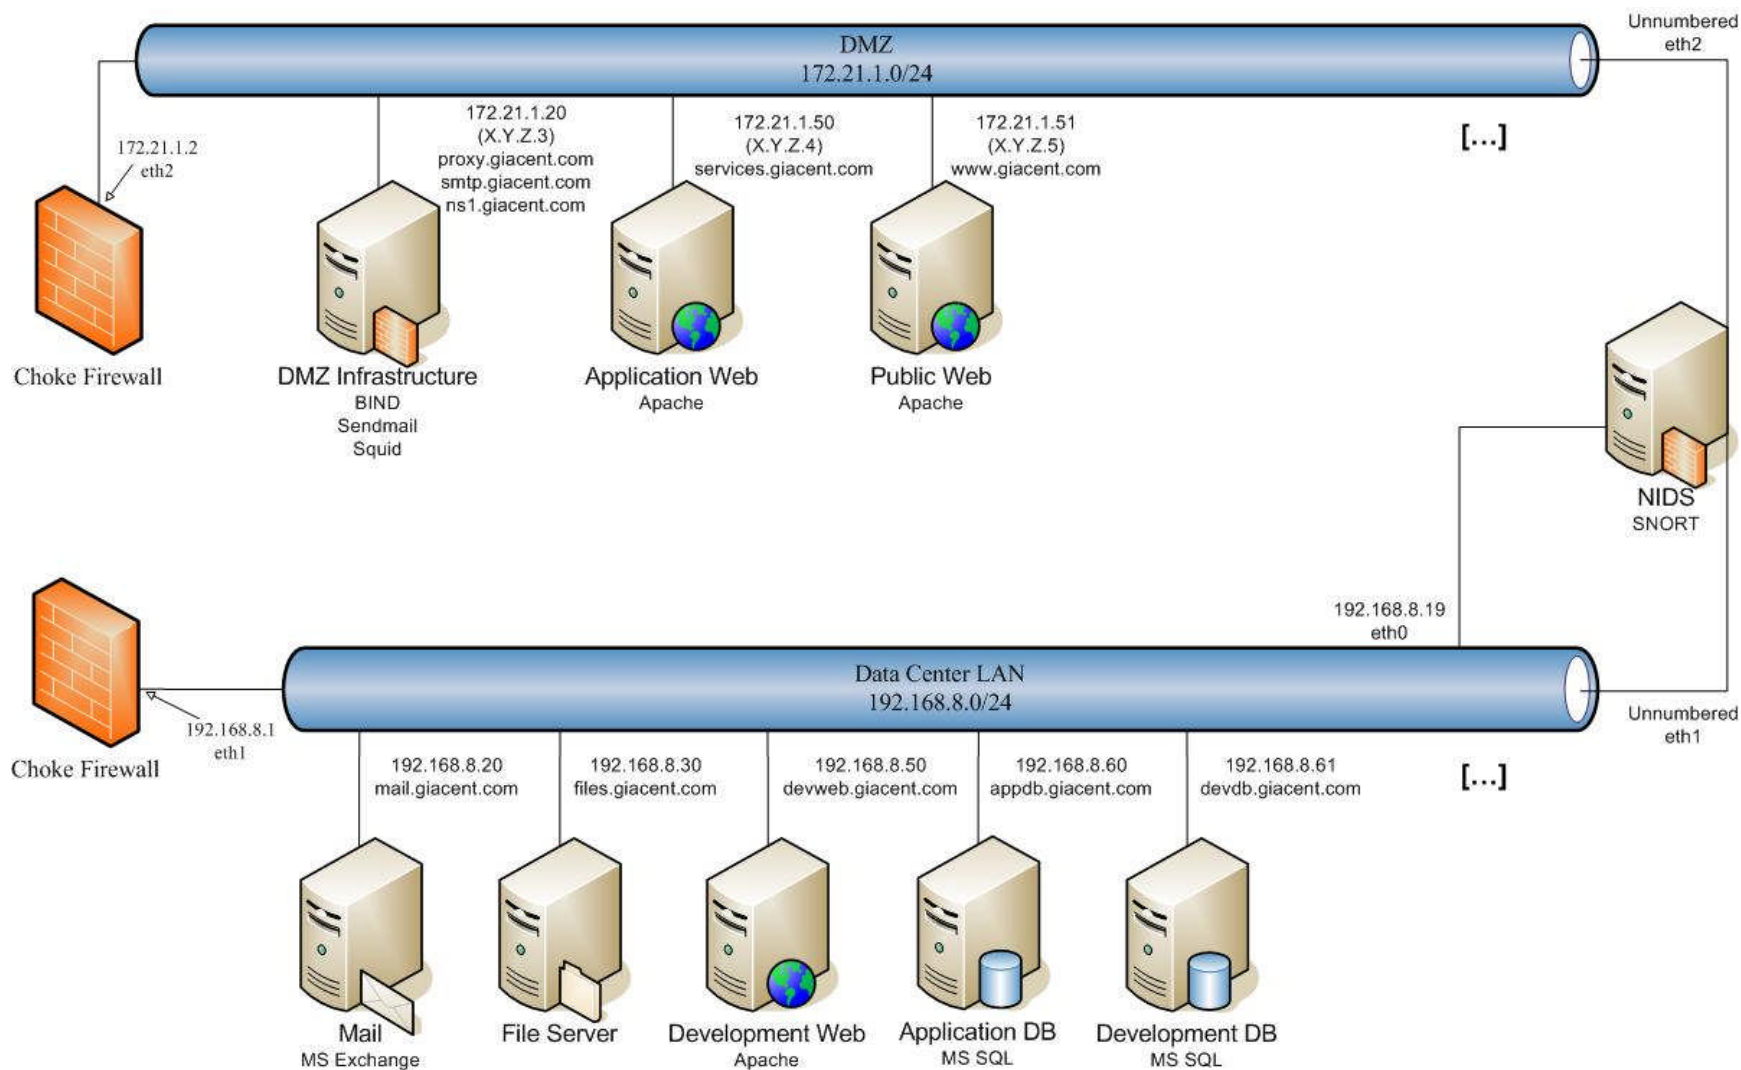 DMZ
172.21.1.0/24
Unnumbered
eth2
172.21.1.2
eth2
172.21.1.20
(X.Y.Z.3)
proxy.giacent.com
smtp.giacent.com
ns1.giacent.com
172.21.1.50
(X.Y.Z.4)
services.giacent.com
172.21.1.51
(X.Y.Z.5)
www.giacent.com
[...]
Choke Firewall
DMZ Infrastructure
BIND
Sendmail
Squid
Application Web
Apache
Public Web
Apache
NIDS
SNORT
192.168.8.19
eth0
Data Center LAN
192.168.8.0/24
Unnumbered
eth1
192.168.8.1
eth1
Choke Firewall
192.168.8.20
mail.giacent.com
192.168.8.30
files.giacent.com
192.168.8.50
devweb.giacent.com
192.168.8.60
appdb.giacent.com
192.168.8.61
devdb.giacent.com
[...]
Mail
MS Exchange
File Server
Development Web
Apache
Application DB
MS SQL
Development DB
MS SQL